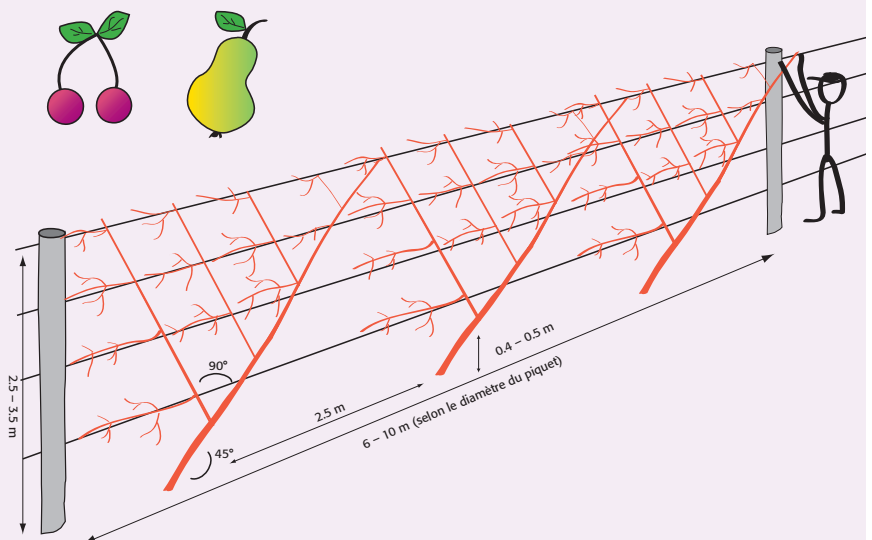 2.5 – 3.5 m
90°
45°
2.5 m
0.4 – 0.5 m
6 – 10 m (selon le diamètre du piquet)